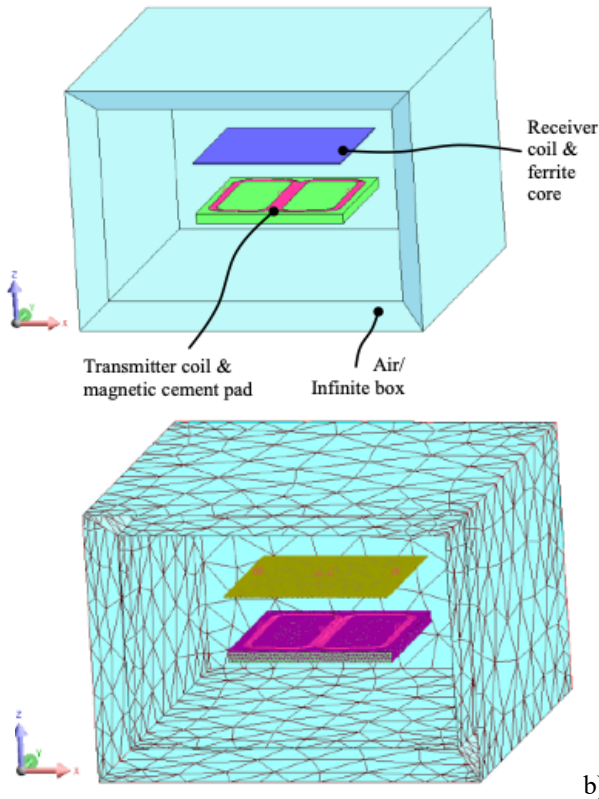 Receiver
coil &
ferrite
core
z
Y
x
Transmitter coil &
magnetic cement pad
Air/
Infinite box
z
Y
x
b)